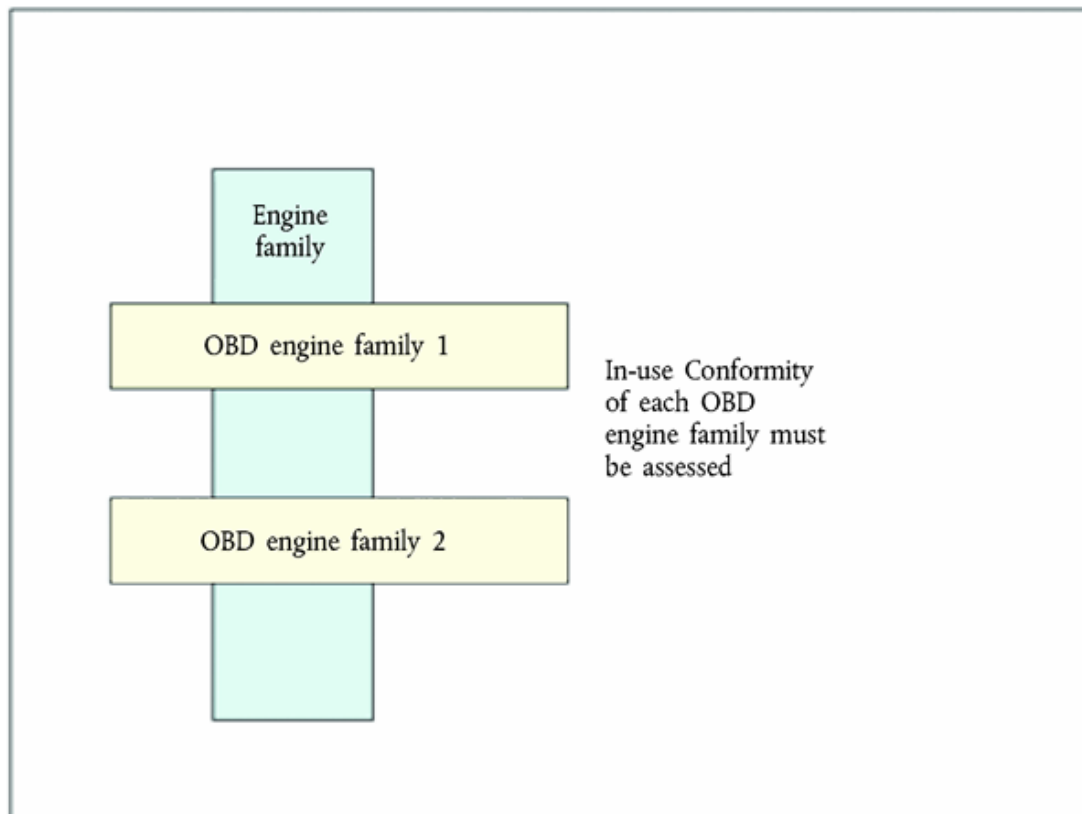 Engine
family
OBD engine family 1
In-use Conformity
of each OBD
engine family must
be assessed
OBD engine family 2